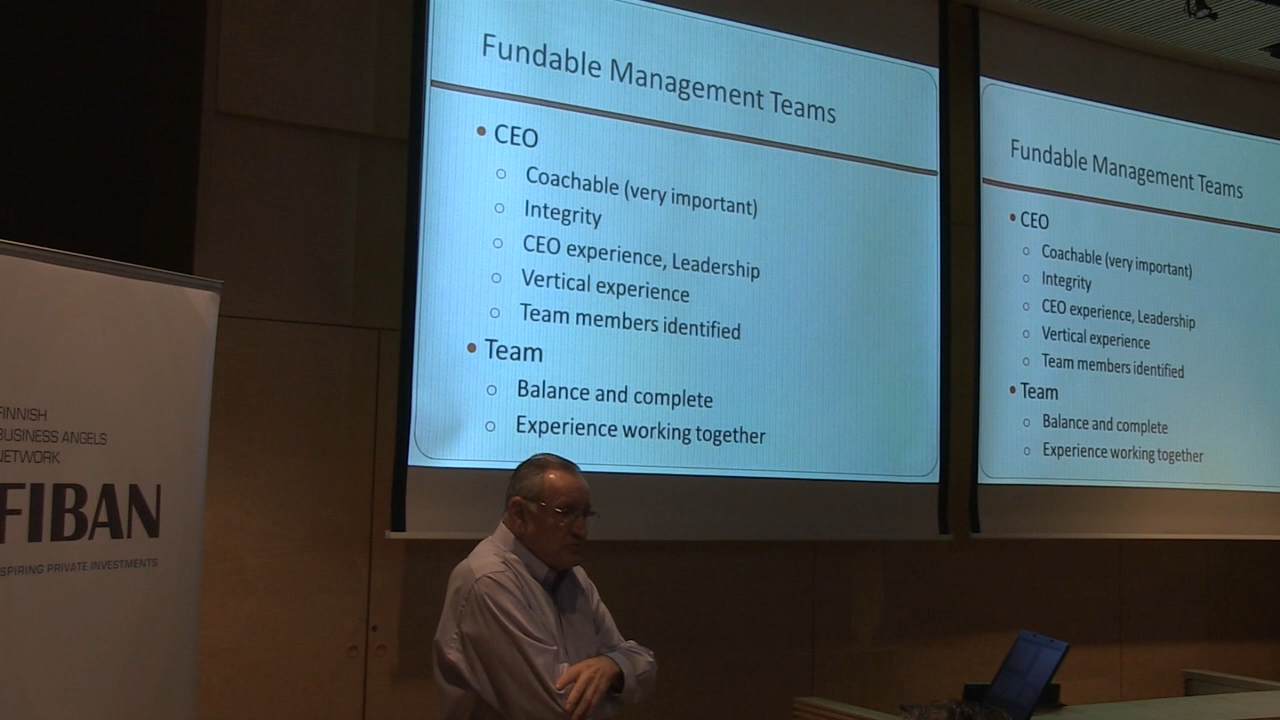 Fundable Management Teams
• CEO
○ Coachable (very important)
○ Integrity
○ CEO experience, Leadership
○ Vertical experience
○ Team members identified
• Team
○ Balance and complete
○ Experience working together
Fundable Management Teams
• CEO
○ Coachable (very important)
○ Integrity
○ CEO experience, Leadership
○ Vertical experience
○ Team members identified
• Team
○ Balance and complete
○ Experience working together
FINNISH
BUSINESS ANGELS
NETWORK
FIBAN
SPIRING PRIVATE INVESTMENTS